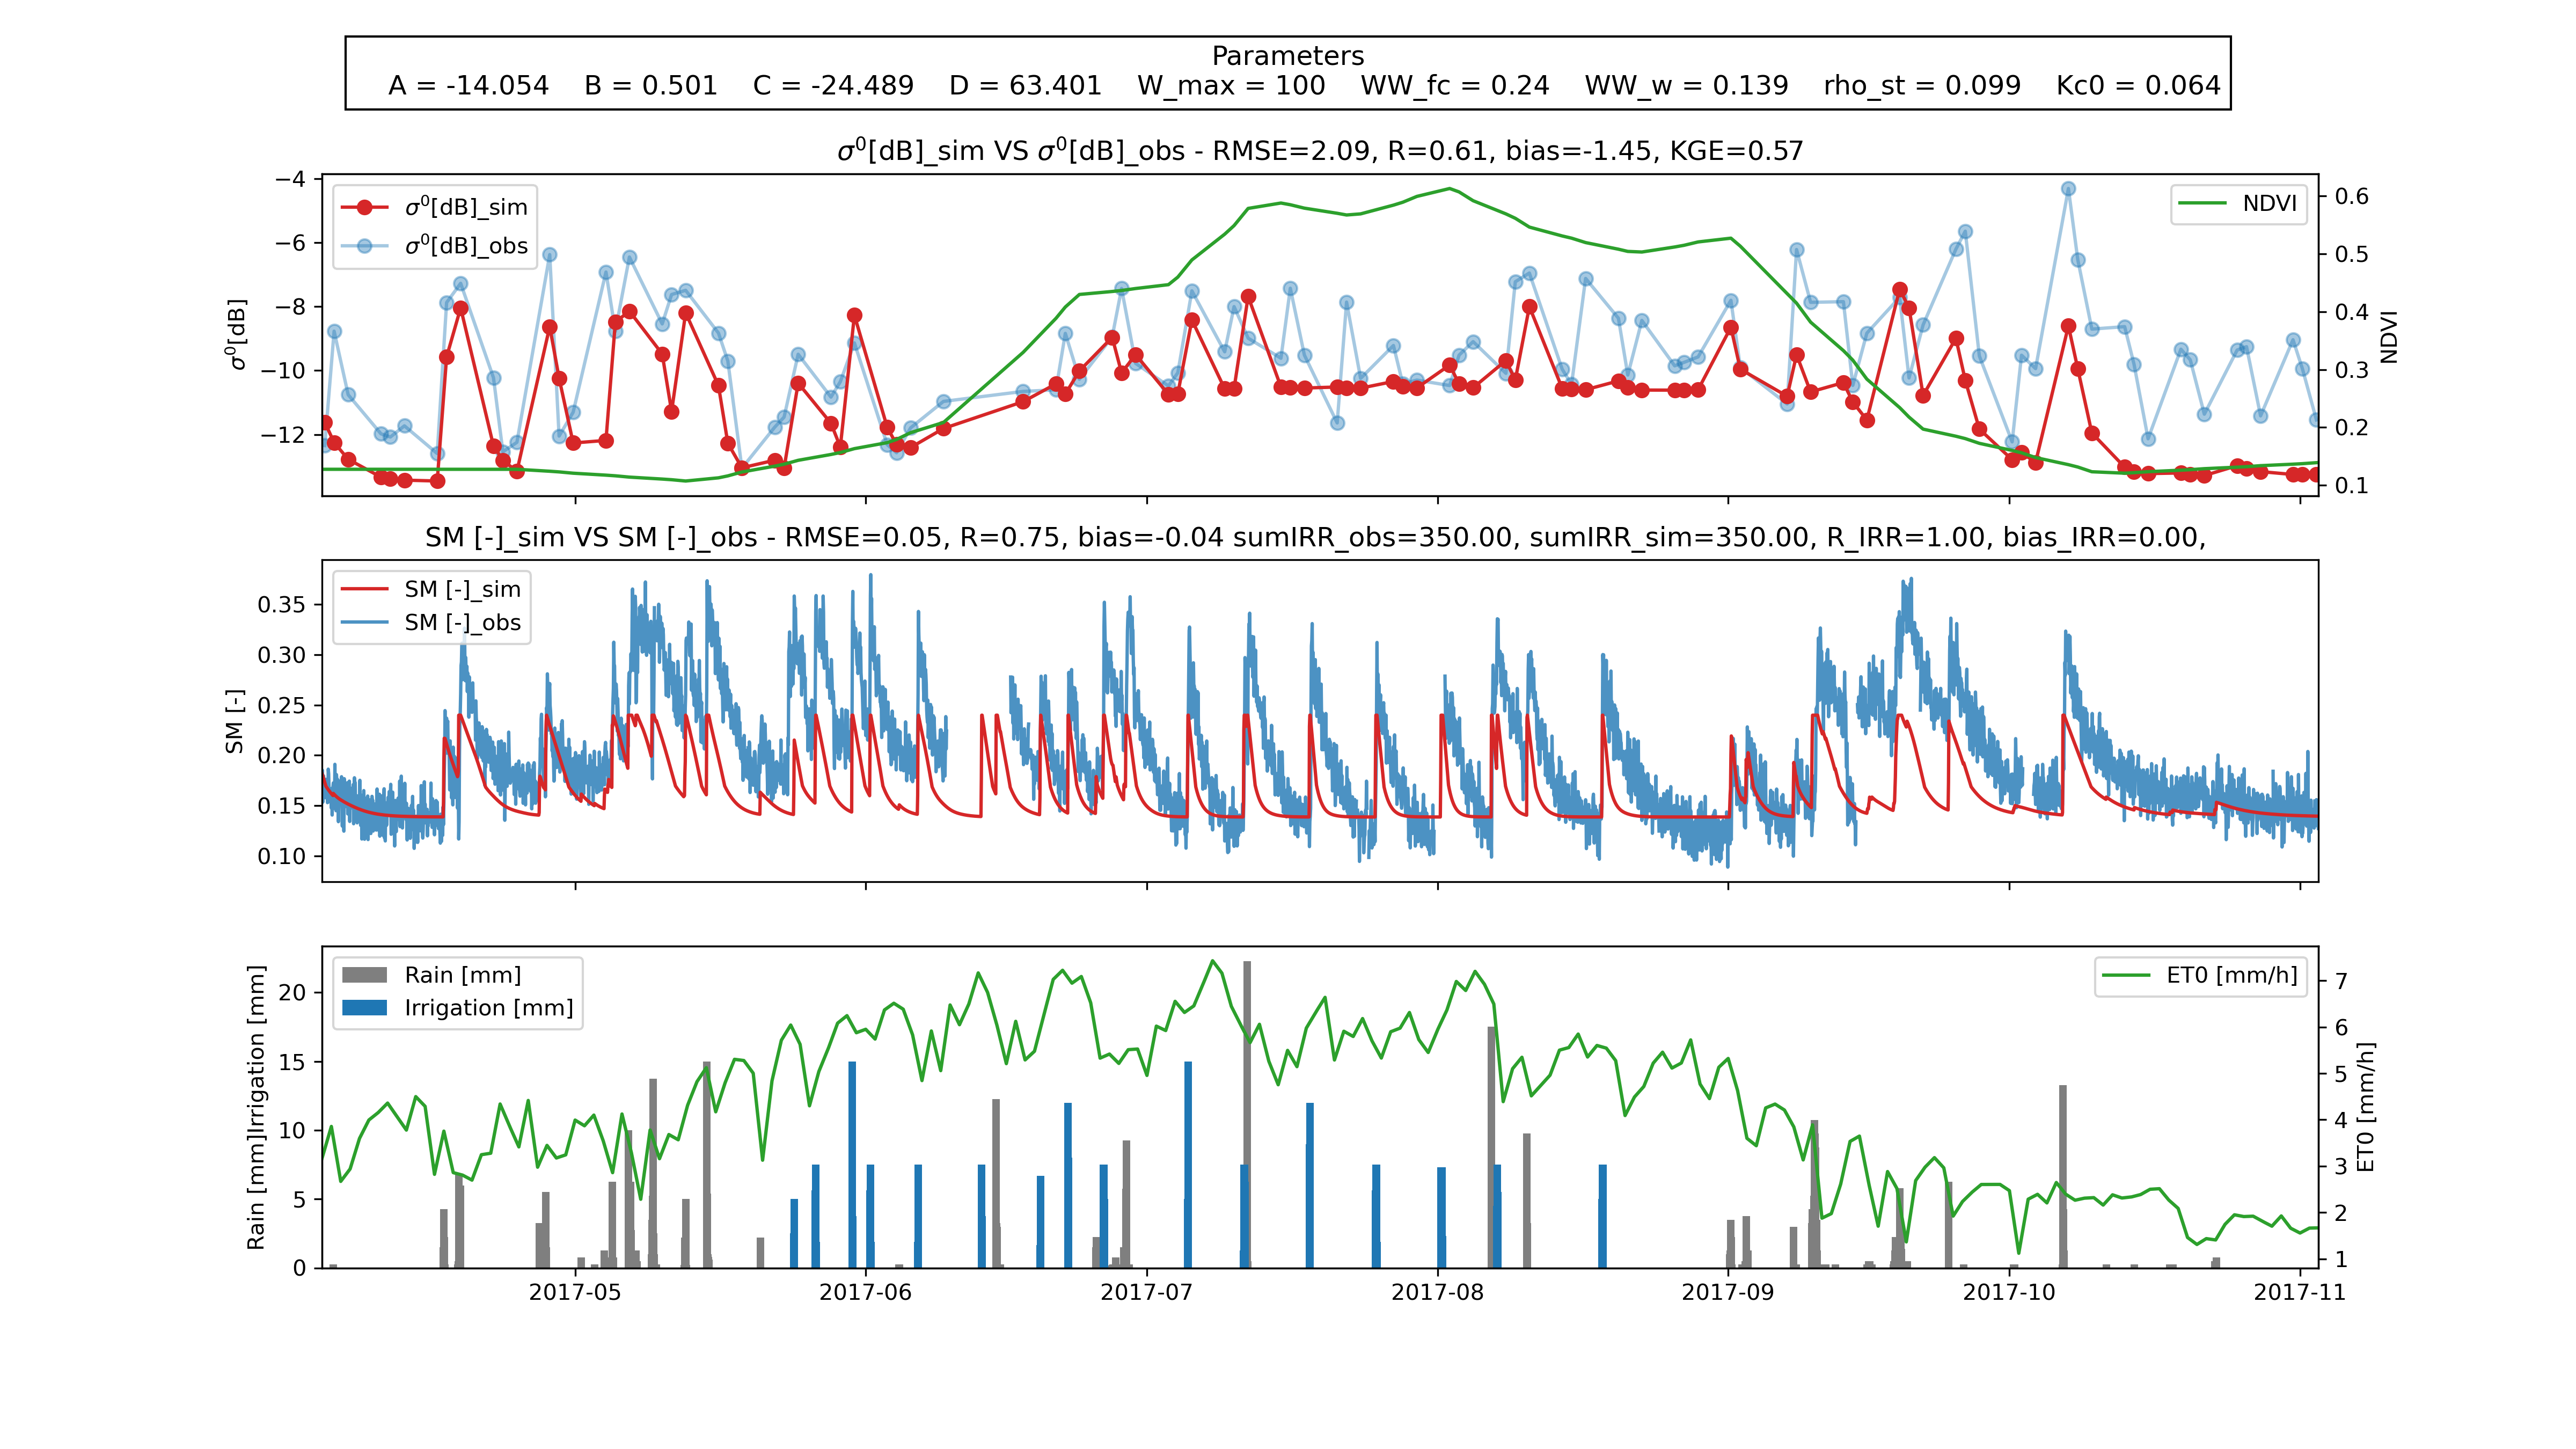 Parameters
A = -14.054 B = 0.501 C = -24.489 D = 63.401 W_max = 100 WW_fc = 0.24 WW_w = 0.139 rho_st = 0.099 Kc0 = 0.064
σ⁰[dB]_sim VS σ⁰[dB]_obs - RMSE=2.09, R=0.61, bias=-1.45, KGE=0.57
σ⁰[dB]_sim
σ⁰[dB]_obs
NDVI
−4
−6
−8
−10
−12
σ⁰[dB]
0.6
0.5
0.4
0.3
0.2
0.1
NDVI
SM [-]_sim VS SM [-]_obs - RMSE=0.05, R=0.75, bias=-0.04 sumIRR_obs=350.00, sumIRR_sim=350.00, R_IRR=1.00, bias_IRR=0.00,
SM [-]_sim
SM [-]_obs
0.35
0.30
0.25
0.20
0.15
0.10
SM [-]
Rain [mm]
Irrigation [mm]
ET0 [mm/h]
20
15
10
5
0
Rain [mm]Irrigation [mm]
7
6
5
4
3
2
1
ET0 [mm/h]
2017-05 2017-06 2017-07 2017-08 2017-09 2017-10 2017-11